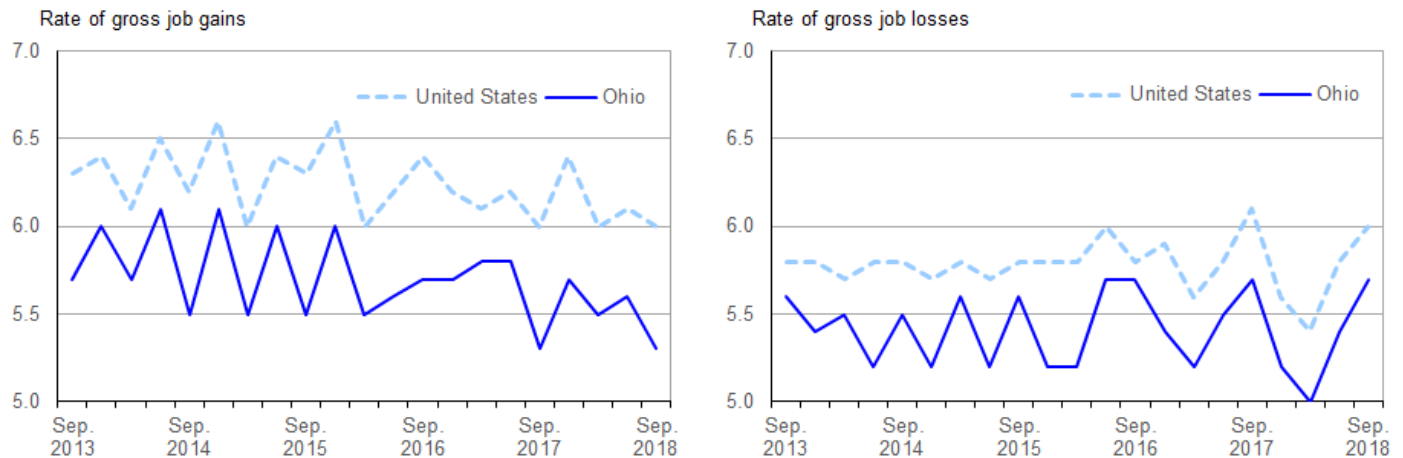 Rate of gross job gains
7.0
United States
Ohio
6.5
6.0
5.5
5.0
Sep.
2013
Sep.
2014
Sep.
2015
Sep.
2016
Sep.
2017
Sep.
2018
Rate of gross job losses
7.0
United States
Ohio
6.5
6.0
5.5
5.0
Sep.
2013
Sep.
2014
Sep.
2015
Sep.
2016
Sep.
2017
Sep.
2018